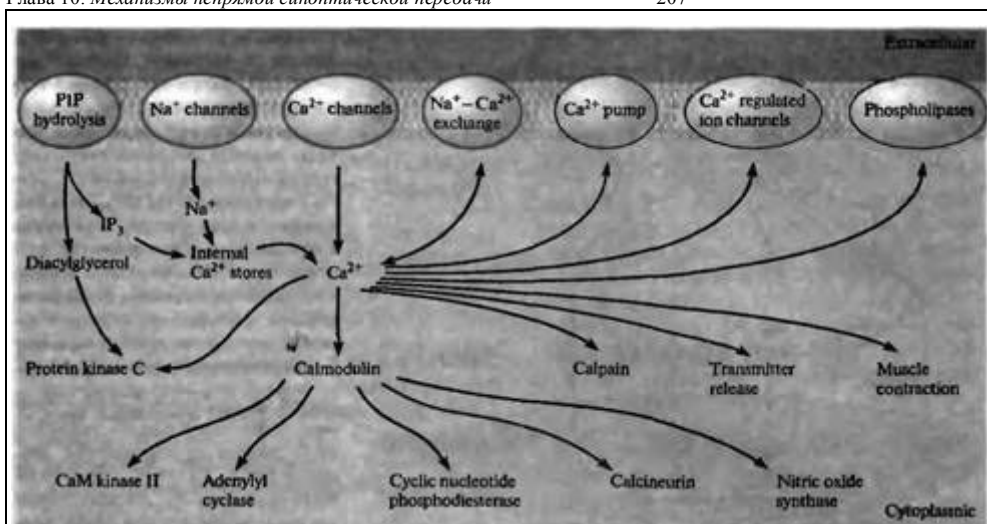 Глава 10. Механизмы непрямой синоптической передачи 207
Extracellular
PIP
hydrolysis
Na⁺ channels
Ca²⁺ channels
Na⁺–Ca²⁺
exchange
Ca²⁺ pump
Ca²⁺ regulated
ion channels
Phospholipases
Na⁺
IP₃
Diacylglycerol
Internal
Ca²⁺ stores
Ca²⁺
Protein kinase C
Calmodulin
Calpain
Transmitter
release
Muscle
contraction
CaM kinase II
Adenylyl
cyclase
Cyclic nucleotide
phosphodiesterase
Calcineurin
Nitric oxide
synthase
Cytoplasmic